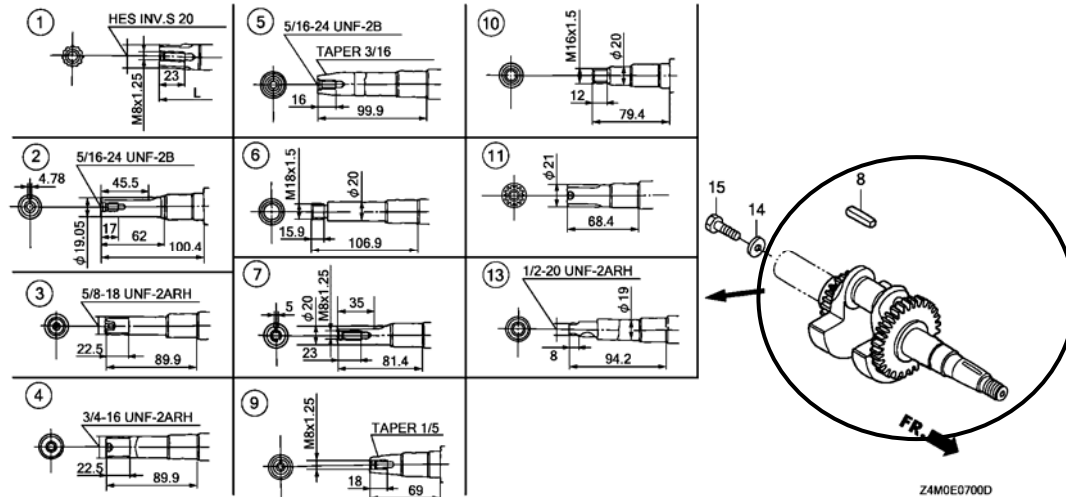 1
HES INV.S 20
M8x1.25
23
L
2
5/16-24 UNF-2B
4.78
45.5
17
62
100.4
φ19.05
3
5/8-18 UNF-2ARH
22.5
89.9
4
3/4-16 UNF-2ARH
22.5
89.9
5
5/16-24 UNF-2B
TAPER 3/16
16
99.9
6
M18x1.5
φ20
15.9
106.9
7
5
φ20
M8x1.25
35
23
81.4
9
M8x1.25
TAPER 1/5
18
69
10
M16x1.5
φ20
12
79.4
11
φ21
68.4
13
1/2-20 UNF-2ARH
φ19
8
94.2
15
14
8
FR.
Z4M0E0700D